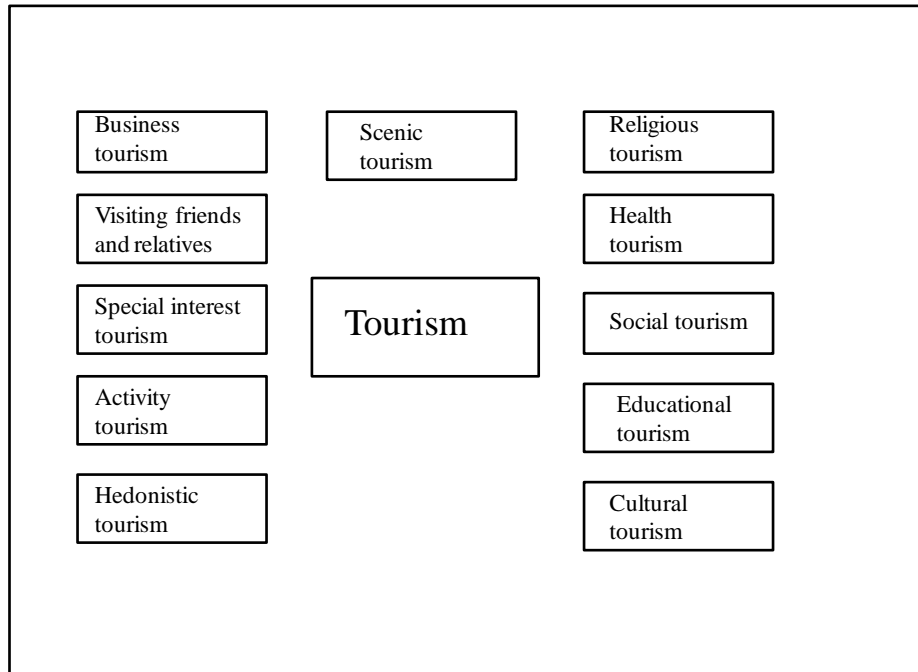 Business
tourism
Visiting friends
and relatives
Special interest
tourism
Activity
tourism
Hedonistic
tourism
Scenic
tourism
Tourism
Religious
tourism
Health
tourism
Social tourism
Educational
tourism
Cultural
tourism